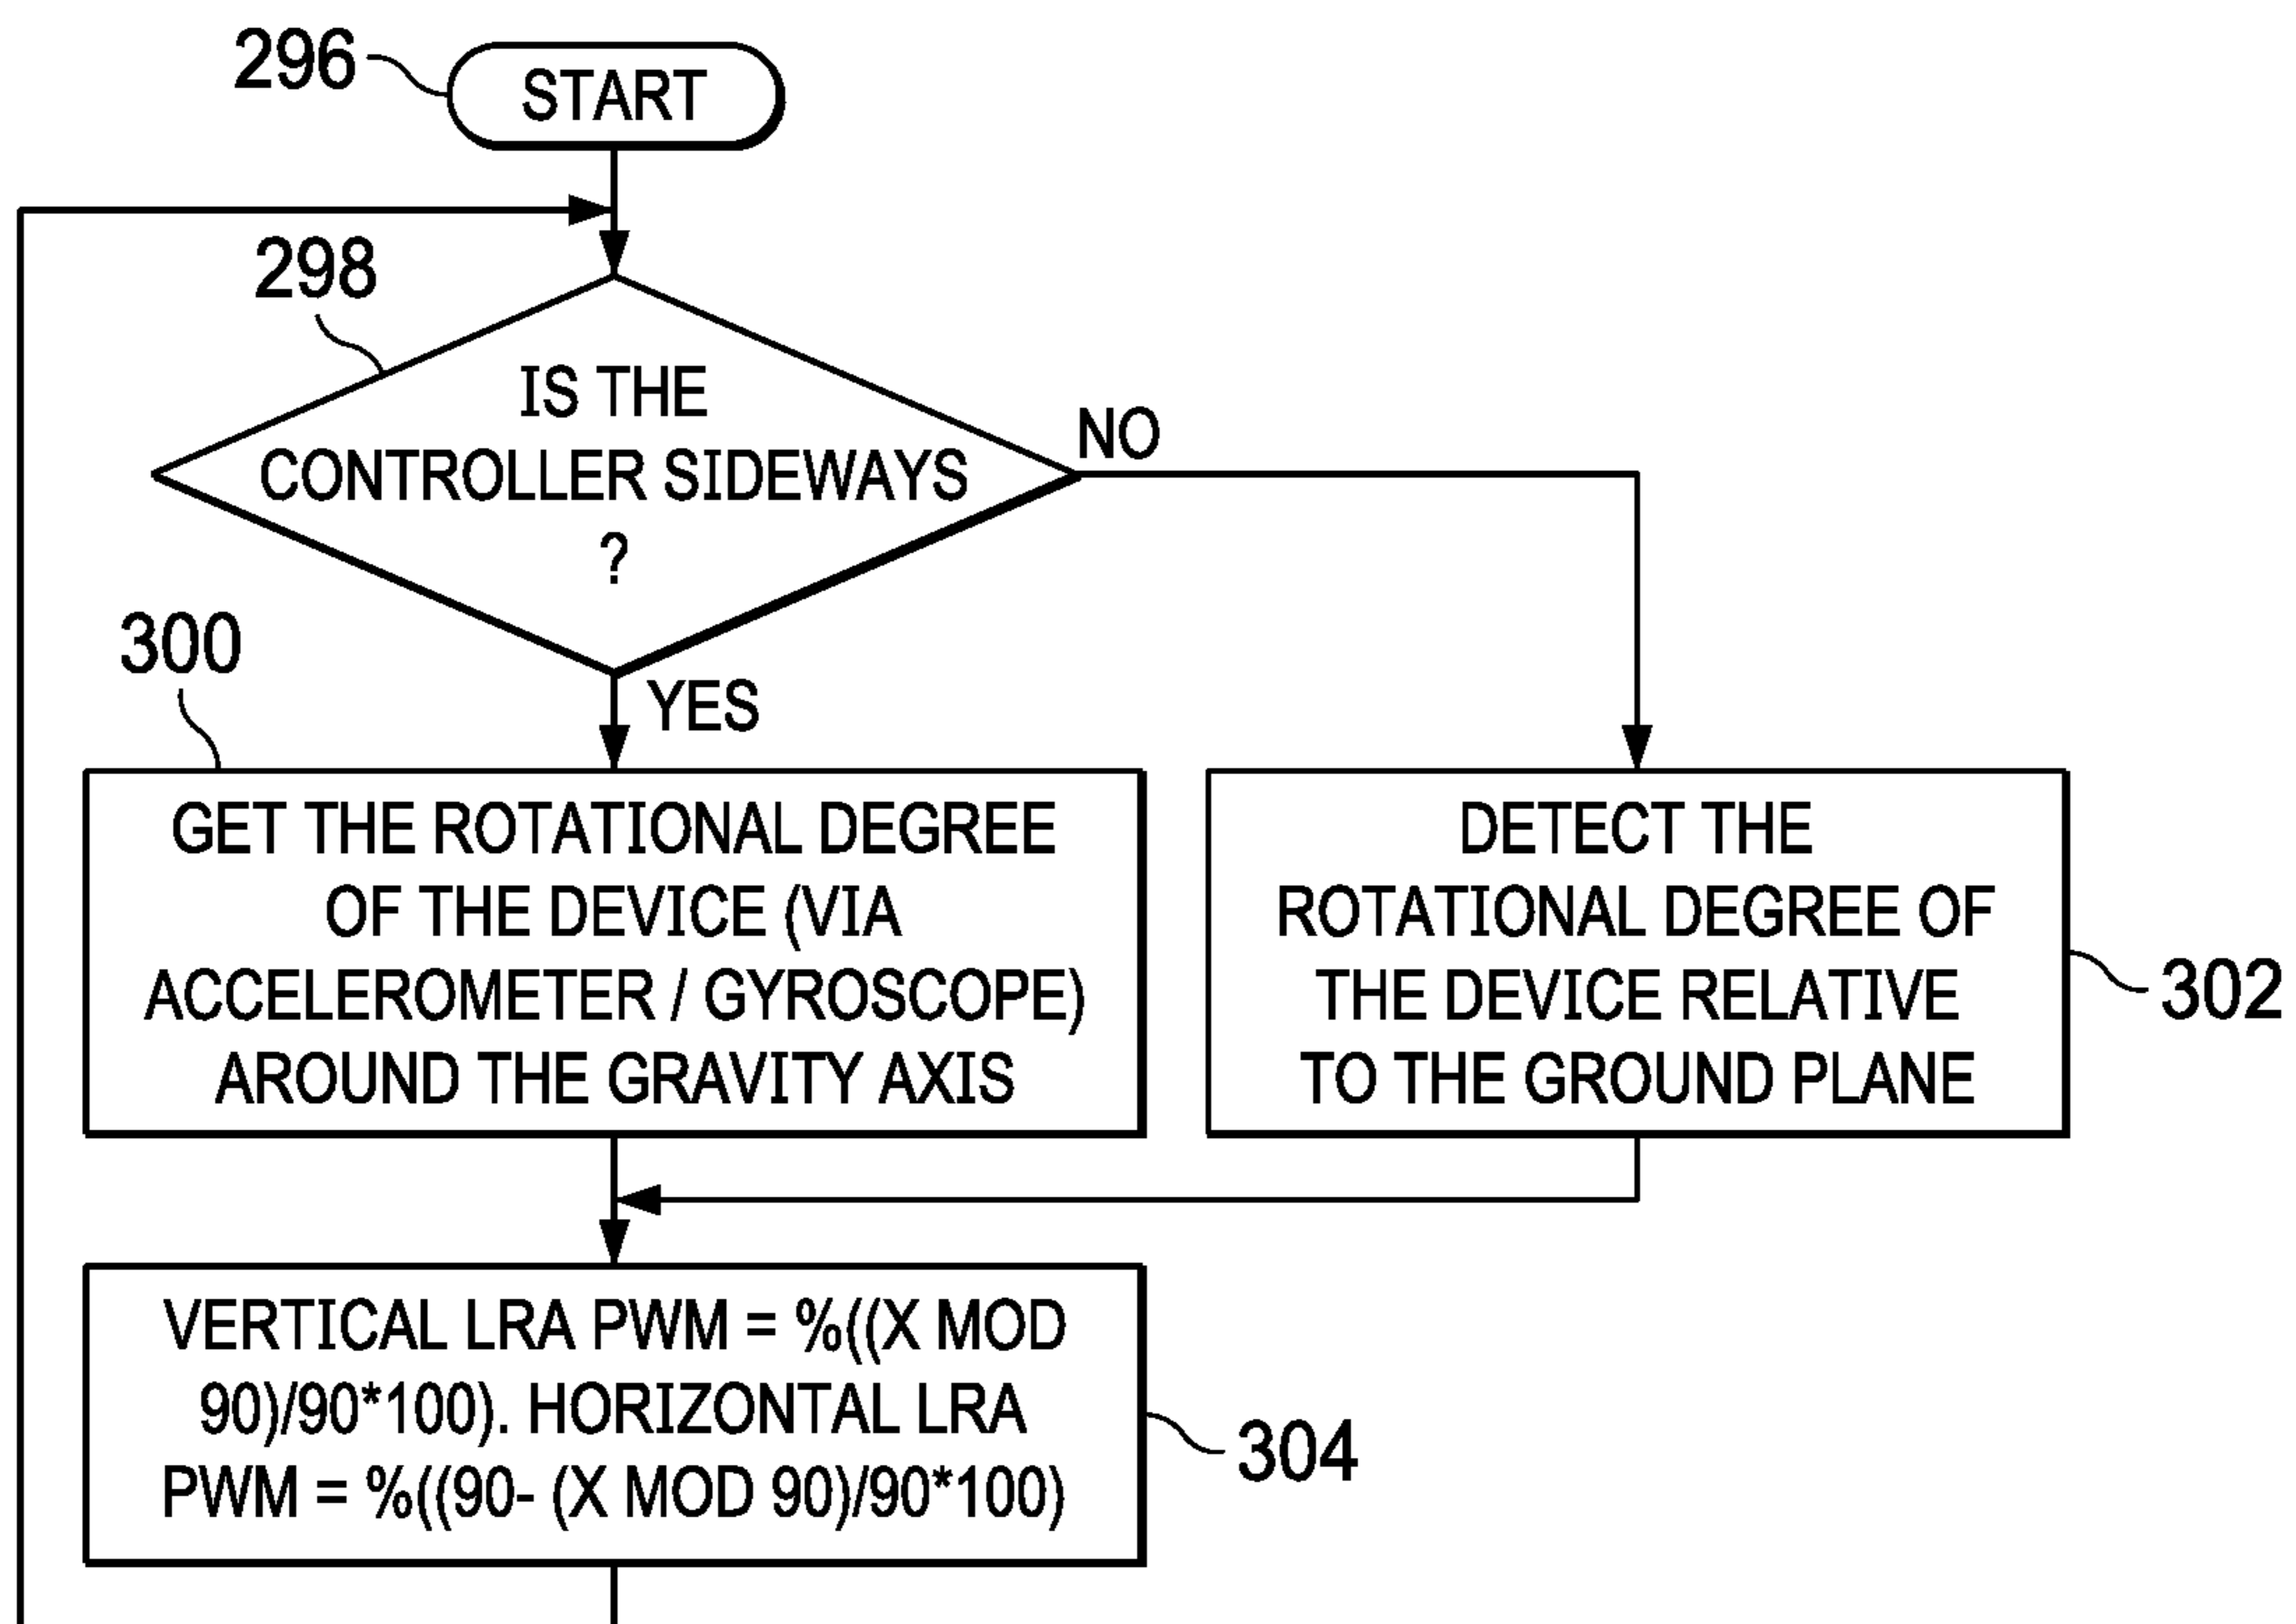 296
START
298
IS THE
CONTROLLER SIDEWAYS
?
NO
YES
300
GET THE ROTATIONAL DEGREE
OF THE DEVICE (VIA
ACCELEROMETER / GYROSCOPE)
AROUND THE GRAVITY AXIS
DETECT THE
ROTATIONAL DEGREE OF
THE DEVICE RELATIVE
TO THE GROUND PLANE
302
VERTICAL LRA PWM = %((X MOD
90)/90*100). HORIZONTAL LRA
PWM = %((90- (X MOD 90)/90*100)
304